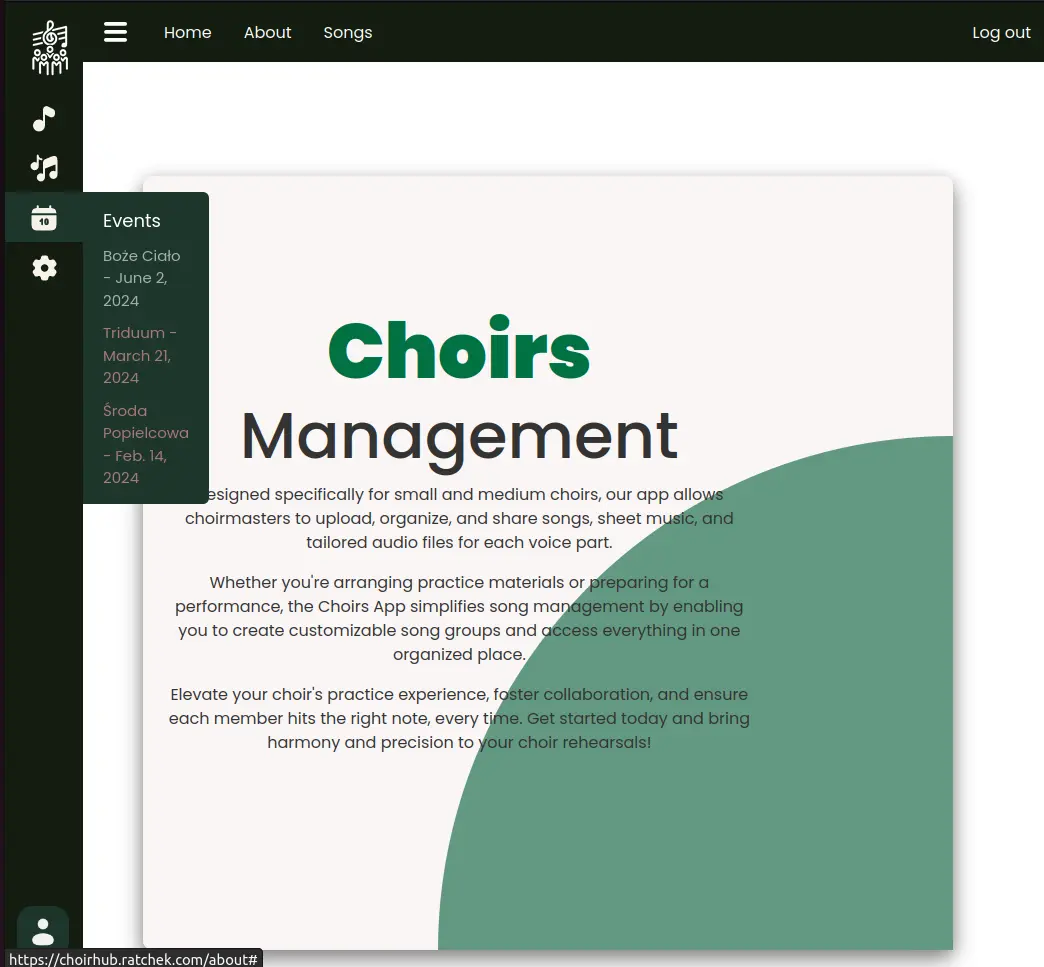 Home About Songs Log out
10
Events
Boże Ciało
- June 2,
2024
Triduum -
March 21,
2024
Środa
Popielcowa
- Feb. 14,
2024
Choirs
Management
esigned specifically for small and medium choirs, our app allows
choirmasters to upload, organize, and share songs, sheet music, and
tailored audio files for each voice part.
Whether you're arranging practice materials or preparing for a
performance, the Choirs App simplifies song management by enabling
you to create customizable song groups and access everything in one
organized place.
Elevate your choir's practice experience, foster collaboration, and ensure
each member hits the right note, every time. Get started today and bring
harmony and precision to your choir rehearsals!
https://choirhub.ratchek.com/about#